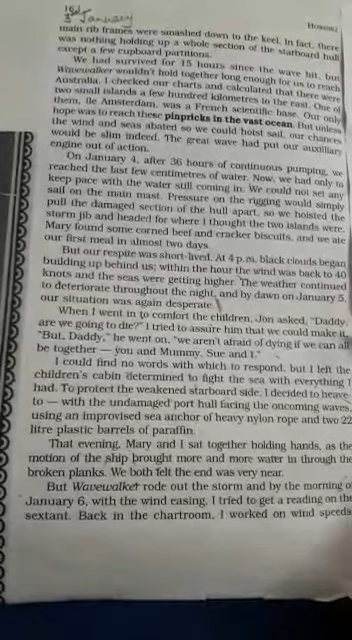 January
HORNBILL
main rib frames were smashed down to the keel. In fact, there
was nothing holding up a whole section of the starboard hull
except a few cupboard partitions.
We had survived for 15 hours since the wave hit, but
Wavewalker wouldn't hold together long enough for us to reach
Australia. I checked our charts and calculated that there were
two small islands a few hundred kilometres to the east. One of
them, Ile Amsterdam, was a French scientific base. Our only
hope was to reach these pinpricks in the vast ocean. But unless
the wind and seas abated so we could hoist sail, our chances
would be slim indeed. The great wave had put our auxilliary
engine out of action.
On January 4, after 36 hours of continuous pumping, we
reached the last few centimetres of water. Now, we had only to
keep pace with the water still coming in. We could not set any
sail on the main mast. Pressure on the rigging would simply
pull the damaged section of the hull apart, so we hoisted the
storm jib and headed for where I thought the two islands were.
Mary found some corned beef and cracker biscuits, and we ate
our first meal in almost two days.
But our respite was short-lived. At 4 p.m. black clouds began
building up behind us; within the hour the wind was back to 40
knots and the seas were getting higher. The weather continued
to deteriorate throughout the night, and by dawn on January 5,
our situation was again desperate.
When I went in to comfort the children, Jon asked, "Daddy,
are we going to die?" I tried to assure him that we could make it.
"But, Daddy," he went on, "we aren't afraid of dying if we can all
be together — you and Mummy, Sue and I."
I could find no words with which to respond, but I left the
children's cabin determined to fight the sea with everything I
had. To protect the weakened starboard side, I decided to heave-
to — with the undamaged port hull facing the oncoming waves,
using an improvised sea anchor of heavy nylon rope and two 22
litre plastic barrels of paraffin.
That evening, Mary and I sat together holding hands, as the
motion of the ship brought more and more water in through the
broken planks. We both felt the end was very near.
But Wavewalker rode out the storm and by the morning of
January 6, with the wind easing, I tried to get a reading on the
sextant. Back in the chartroom, I worked on wind speeds